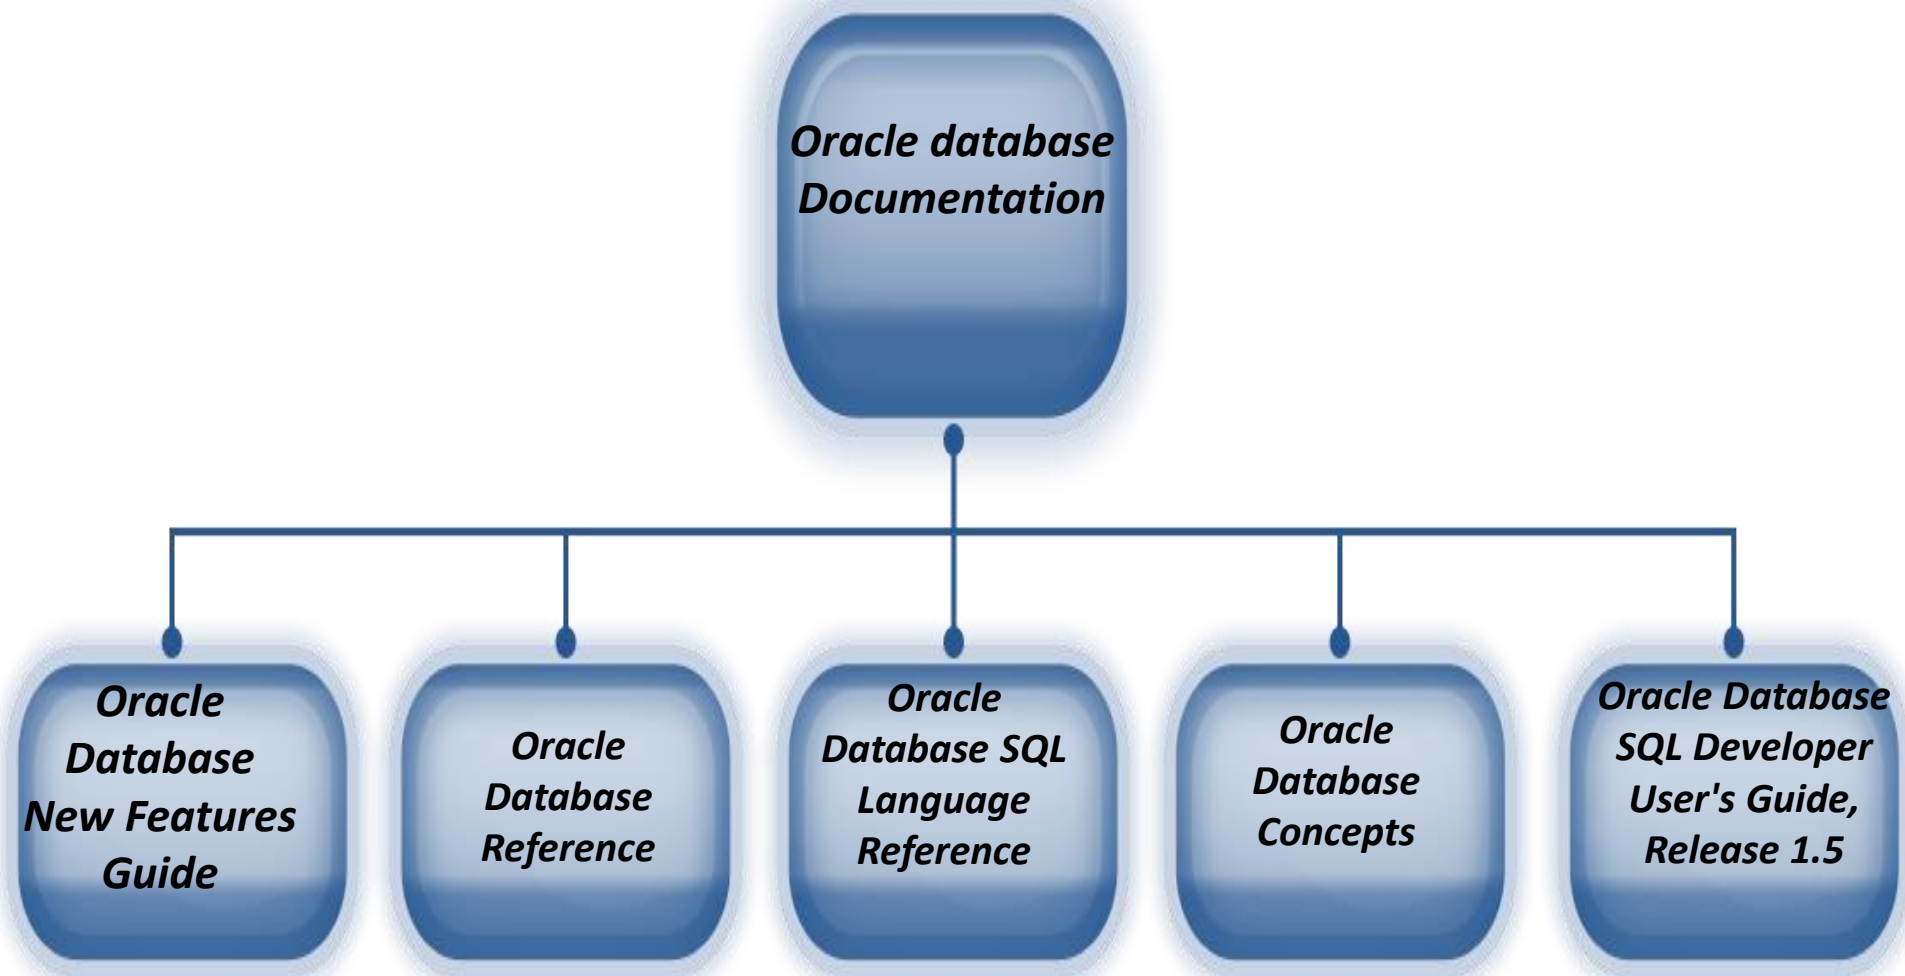 Oracle database
Documentation
Oracle
Database
New Features
Guide
Oracle
Database
Reference
Oracle
Database SQL
Language
Reference
Oracle
Database
Concepts
Oracle Database
SQL Developer
User's Guide,
Release 1.5